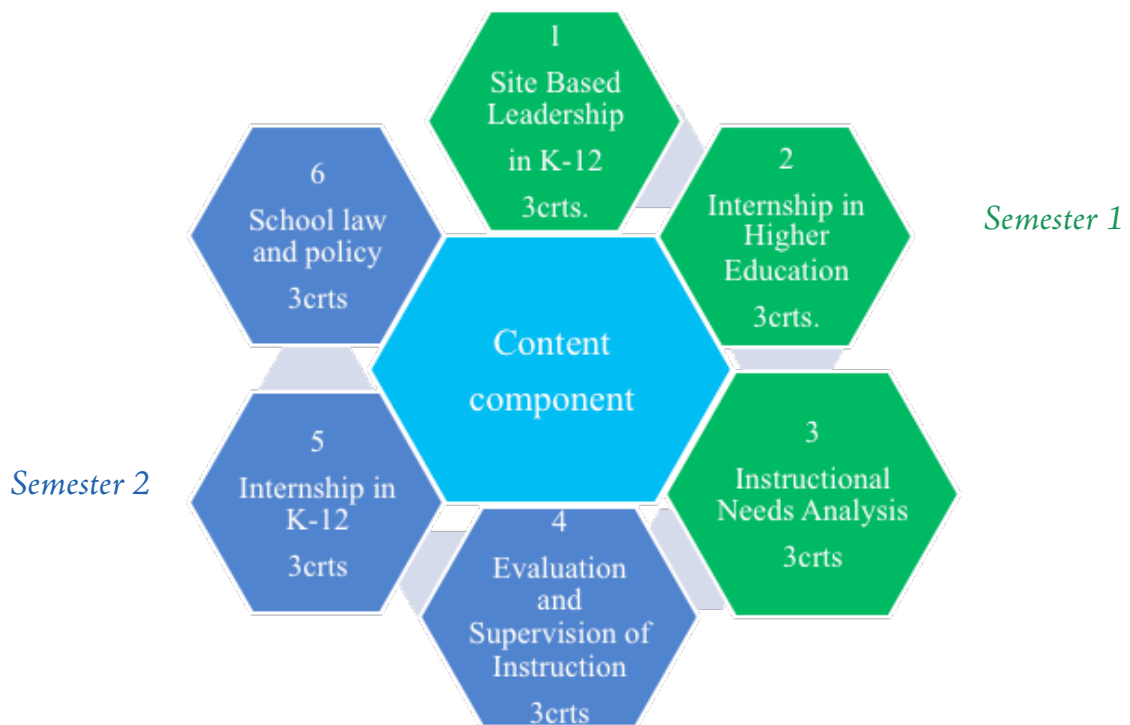 1
Site Based
Leadership
in K-12
3crts.
2
Internship in
Higher
Education
3crts.
Semester 1
3
Instructional
Needs Analysis
3crts
4
Evaluation
and
Supervision of
Instruction
3crts
5
Internship in
K-12
3crts
Semester 2
6
School law
and policy
3crts
Content
component